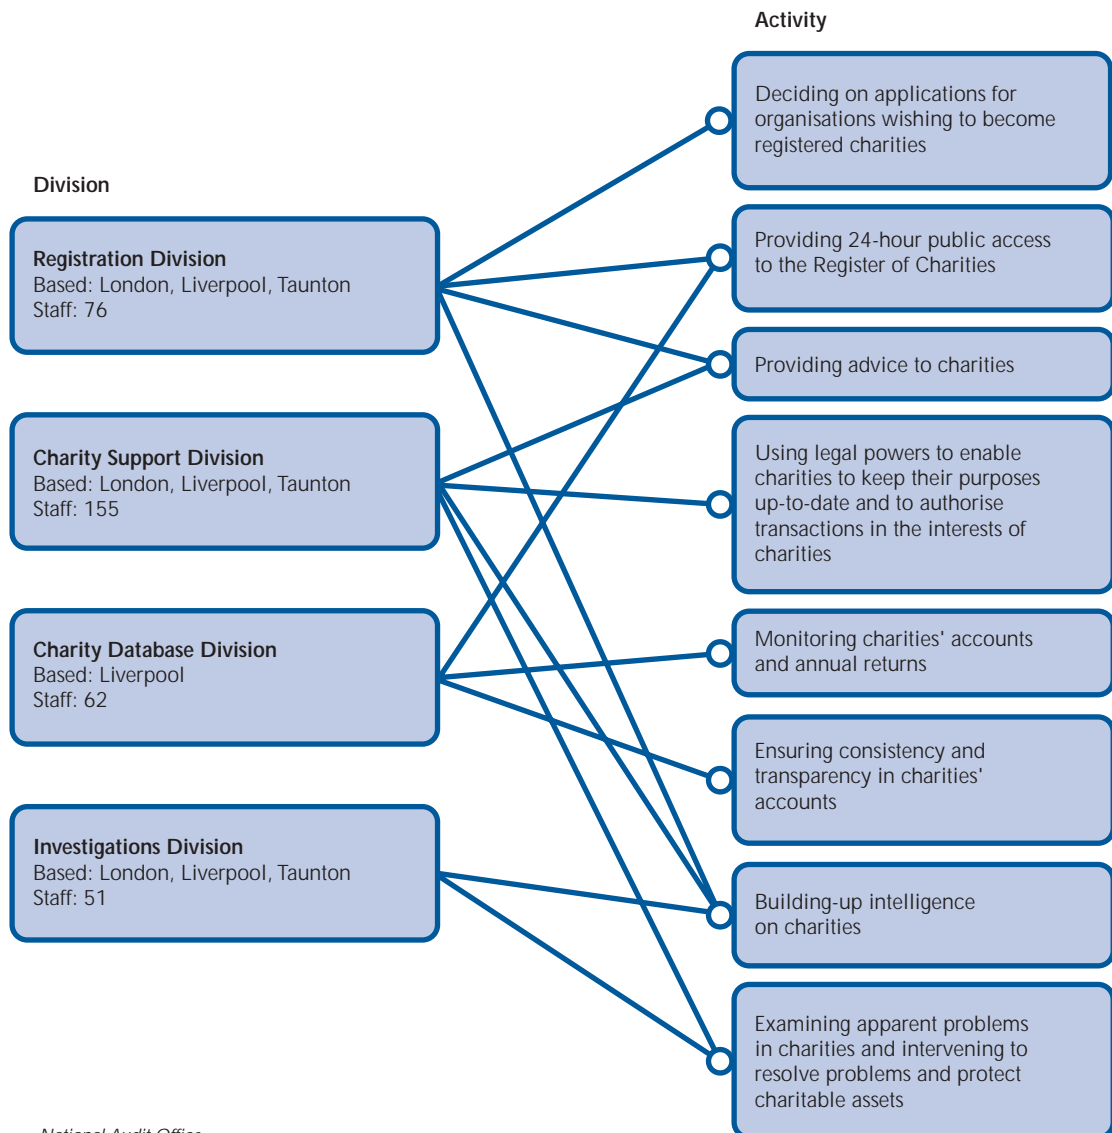 Activity
Deciding on applications for
organisations wishing to become
registered charities
Division
Registration Division
Based: London, Liverpool, Taunton
Staff: 76
Providing 24-hour public access
to the Register of Charities
Providing advice to charities
Charity Support Division
Based: London, Liverpool, Taunton
Staff: 155
Using legal powers to enable
charities to keep their purposes
up-to-date and to authorise
transactions in the interests of
charities
Charity Database Division
Based: Liverpool
Staff: 62
Monitoring charities' accounts
and annual returns
Ensuring consistency and
transparency in charities'
accounts
Investigations Division
Based: London, Liverpool, Taunton
Staff: 51
Building-up intelligence
on charities
Examining apparent problems
in charities and intervening to
resolve problems and protect
charitable assets
National Audit Office